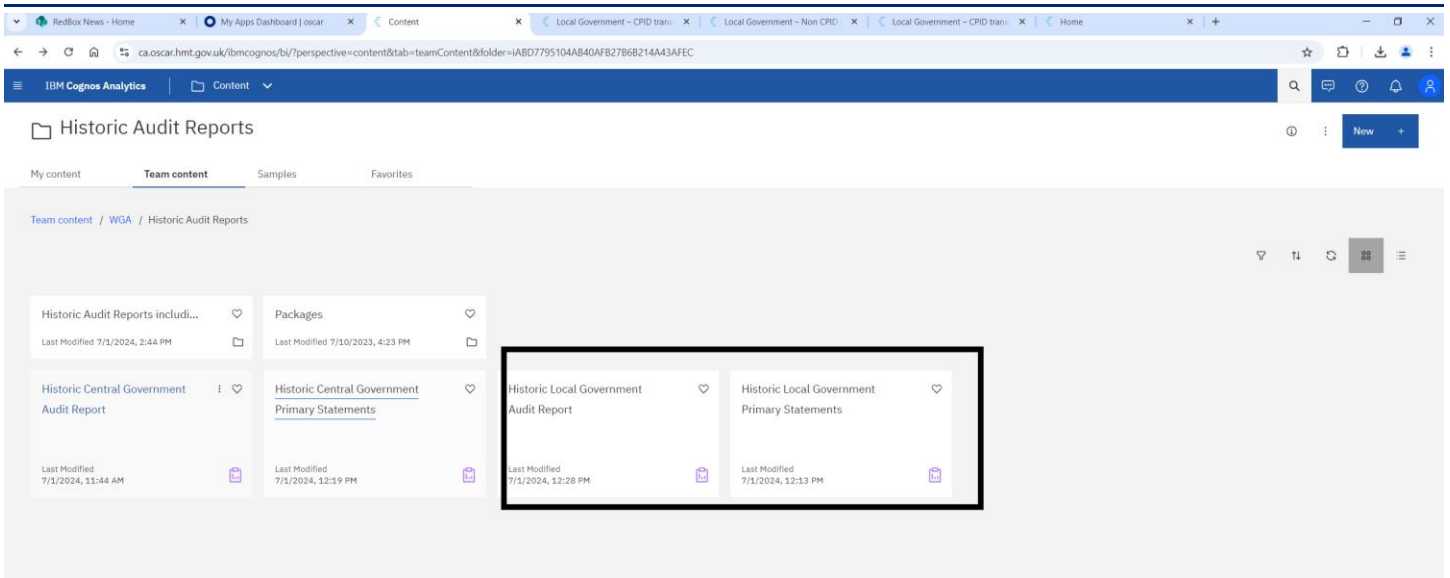 RedBox News - Home
My Apps Dashboard | oscar
Content
Local Government – CPID trans
Local Government – Non CPID
Local Government – CPID trans
Home
ca.oscar.hmt.gov.uk/ibmcognos/bi/?perspective=content&tab=teamContent&folder=iABD7795104AB40AFB27B6B214A43AFEC
IBM Cognos Analytics
Content
Historic Audit Reports
New +
My content
Team content
Samples
Favorites
Team content / WGA / Historic Audit Reports
Historic Audit Reports includi...
Last Modified 7/1/2024, 2:44 PM
Packages
Last Modified 7/10/2023, 4:23 PM
Historic Central Government
Audit Report
Last Modified
7/1/2024, 11:44 AM
Historic Central Government
Primary Statements
Last Modified
7/1/2024, 12:19 PM
Historic Local Government
Audit Report
Last Modified
7/1/2024, 12:28 PM
Historic Local Government
Primary Statements
Last Modified
7/1/2024, 12:13 PM